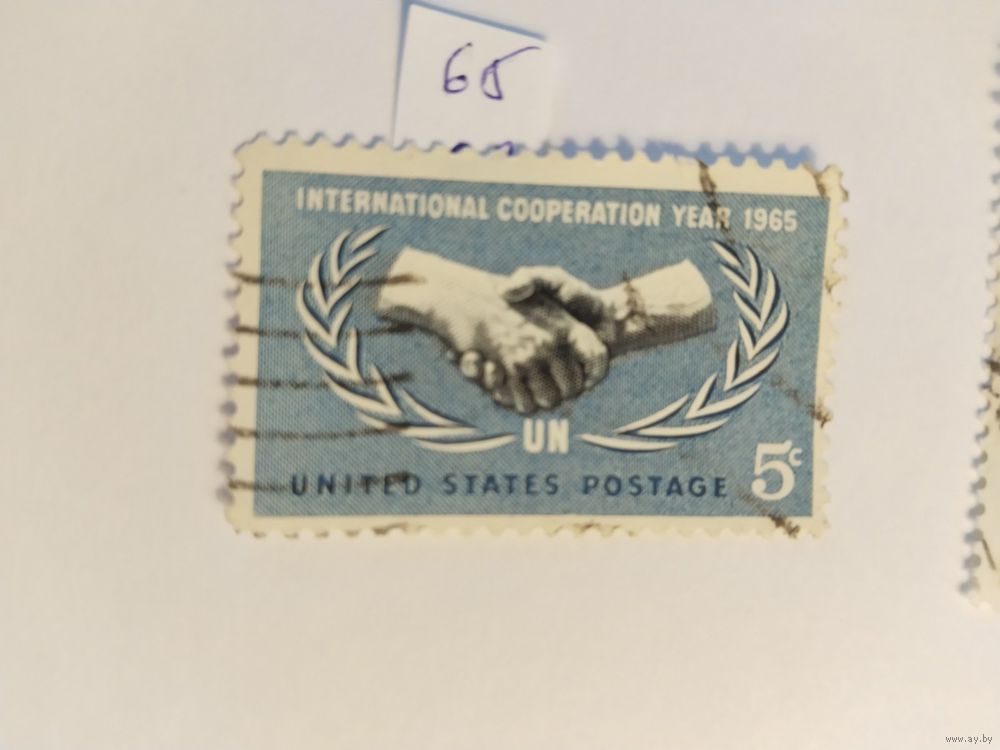 65
INTERNATIONAL COOPERATION YEAR 1965
UN
5c
UNITED STATES POSTAGE
www.ay.by